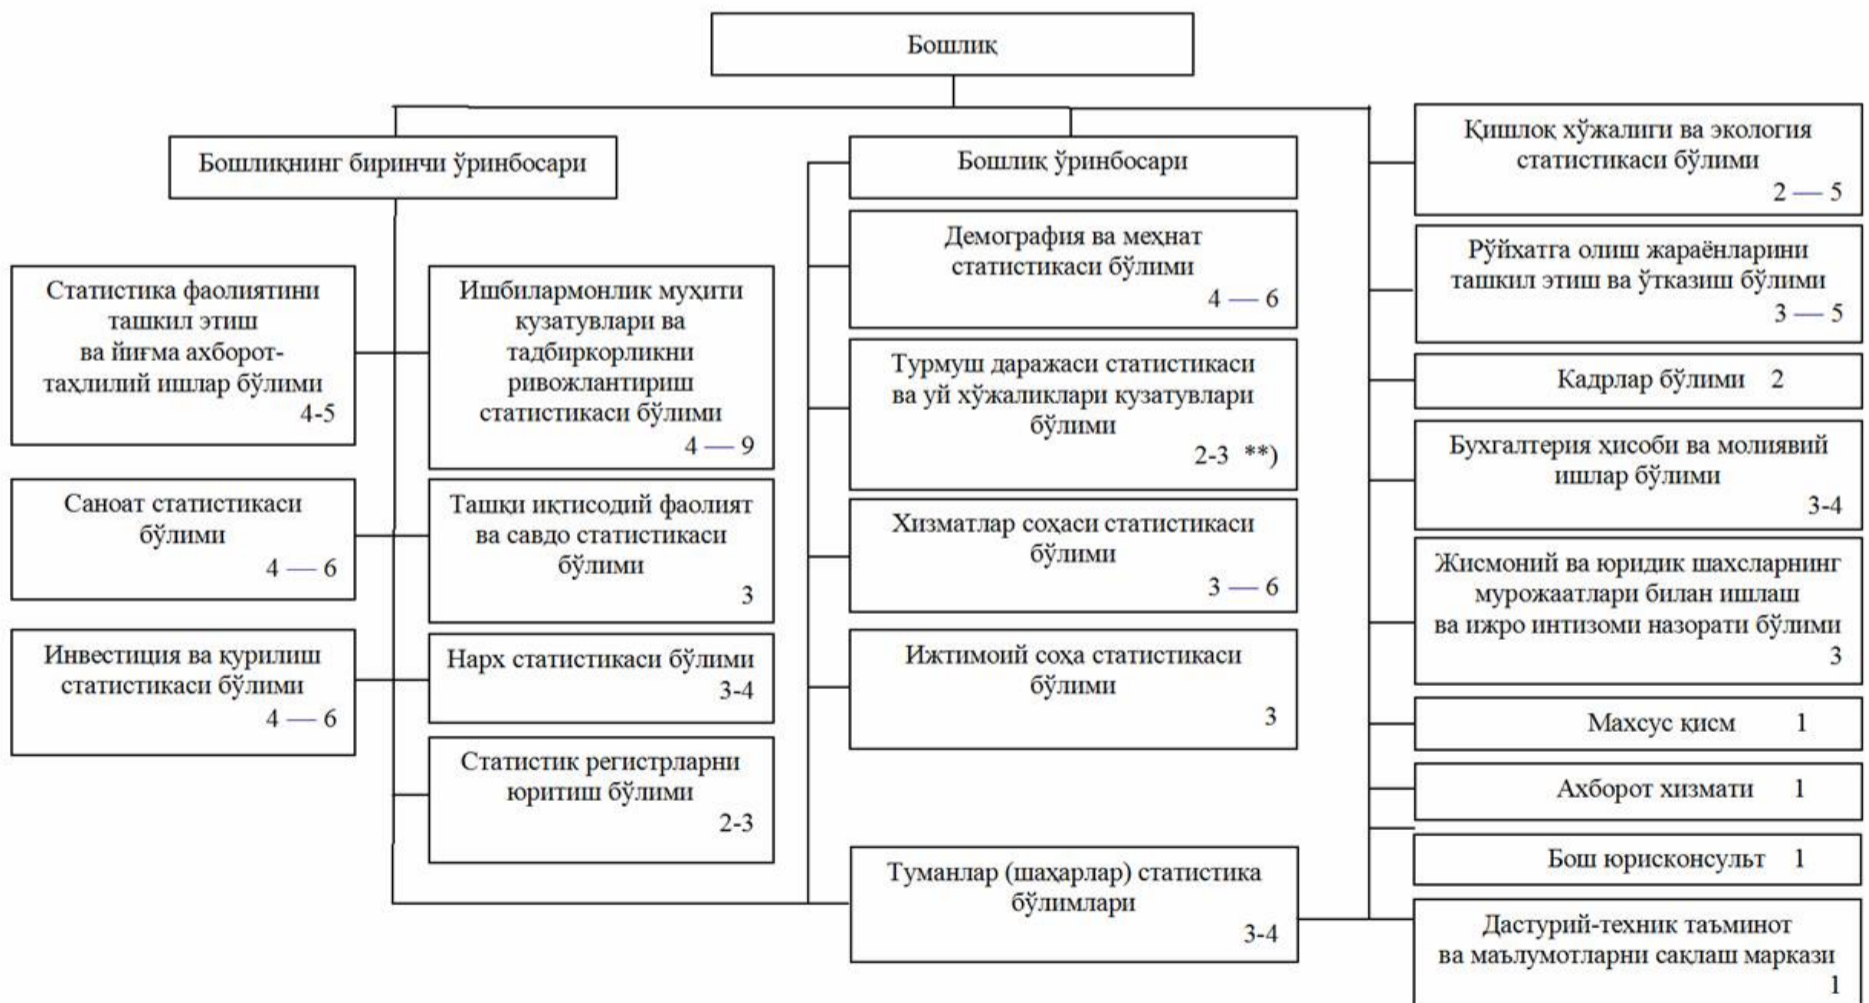 Бошлиқ
Бошлиқнинг биринчи ўринбосари
Статистика фаолиятини
ташкил этиш
ва йиғма ахборот-
таҳлилий ишлар бўлими
4-5
Саноат статистикаси
бўлими
4 — 6
Инвестиция ва қурилиш
статистикаси бўлими
4 — 6
Ишбилармонлик муҳити
кузатувлари ва
тадбиркорликни
ривожлантириш
статистикаси бўлими
4 — 9
Ташқи иқтисодий фаолият
ва савдо статистикаси
бўлими
3
Нарх статистикаси бўлими
3-4
Статистик регистрларни
юритиш бўлими
2-3
Бошлиқ ўринбосари
Демография ва меҳнат
статистикаси бўлими
4 — 6
Турмуш даражаси статистикаси
ва уй хўжаликлари кузатувлари
бўлими
2-3 **)
Хизматлар соҳаси статистикаси
бўлими
3 — 6
Ижтимоий соҳа статистикаси
бўлими
3
Туманлар (шаҳарлар) статистика
бўлимлари
3-4
Қишлоқ хўжалиги ва экология
статистикаси бўлими
2 — 5
Рўйхатга олиш жараёнларини
ташкил этиш ва ўтказиш бўлими
3 — 5
Кадрлар бўлими 2
Бухгалтерия ҳисоби ва молиявий
ишлар бўлими
3-4
Жисмоний ва юридик шахсларнинг
мурожаатлари билан ишлаш
ва ижро интизоми назорати бўлими
3
Махсус қисм 1
Ахборот хизмати 1
Бош юрисконсульт 1
Дастурий-техник таъминот
ва маълумотларни сақлаш маркази
1